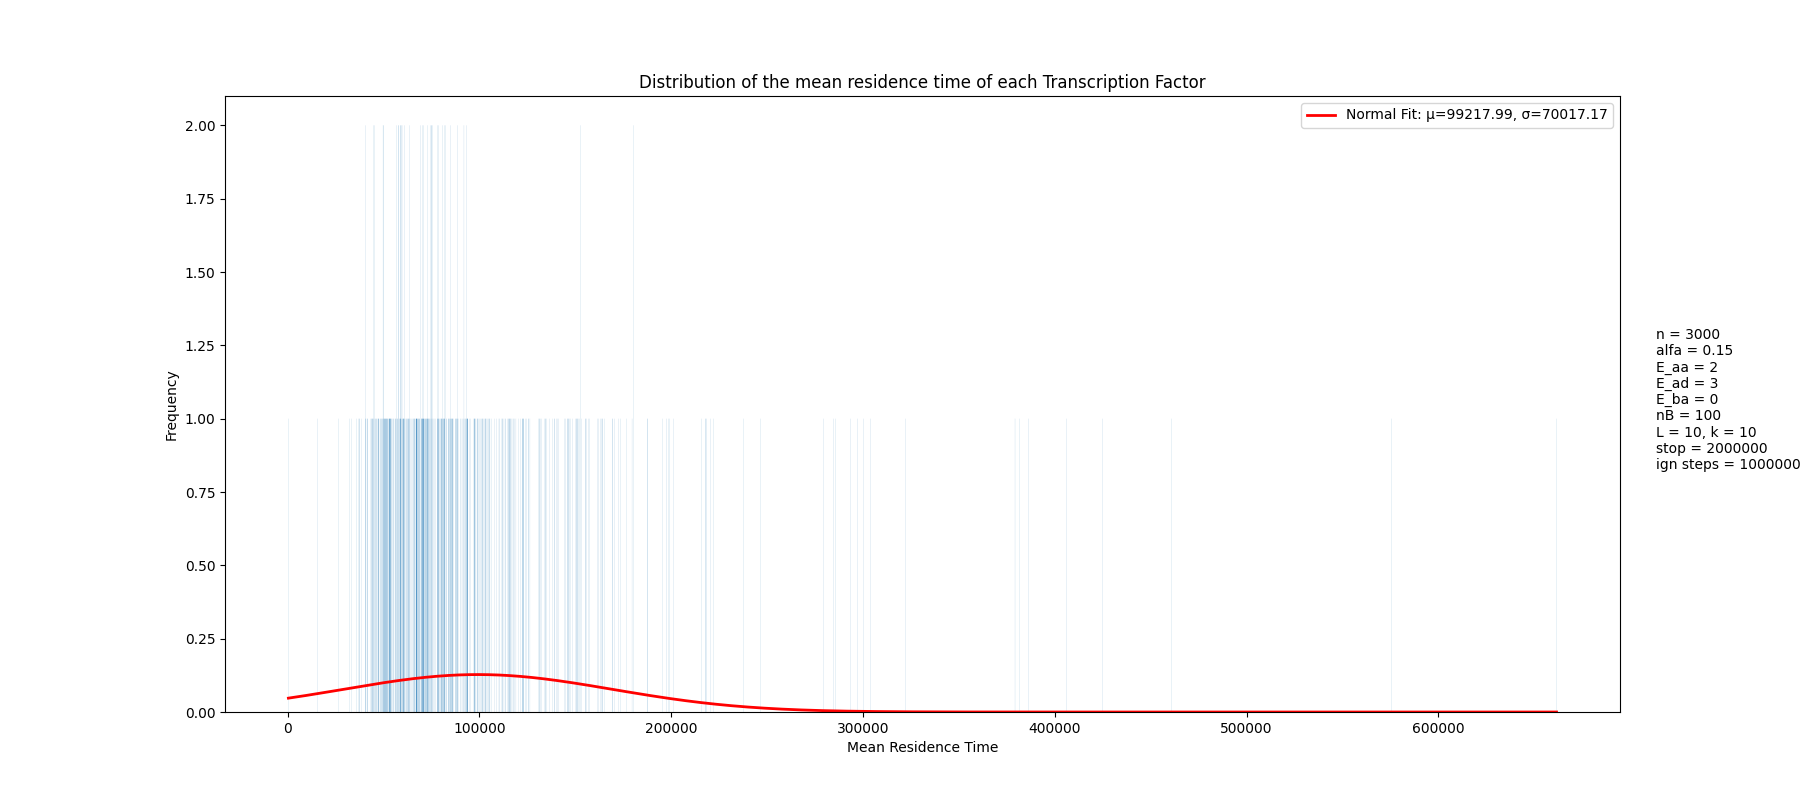 Distribution of the mean residence time of each Transcription Factor
Normal Fit: μ=99217.99, σ=70017.17
2.00
1.75
1.50
1.25
1.00
0.75
0.50
0.25
0.00
Frequency
0 100000 200000 300000 400000 500000 600000
Mean Residence Time
n = 3000
alfa = 0.15
E_aa = 2
E_ad = 3
E_ba = 0
nB = 100
L = 10, k = 10
stop = 2000000
ign steps = 1000000